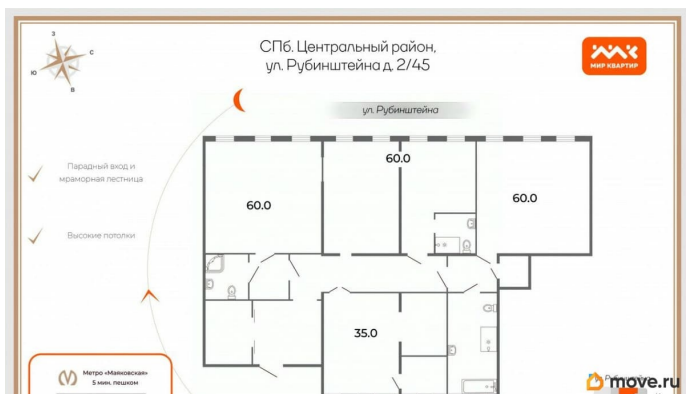 З
С
Ю
В
СПб. Центральный район,
ул. Рубинштейна д. 2/45
МИР КВАРТИР
ул. Рубинштейна
Парадный вход и
мраморная лестница
Высокие потолки
60.0
60.0
60.0
35.0
Метро «Маяковская»
5 мин. пешком
move.ru